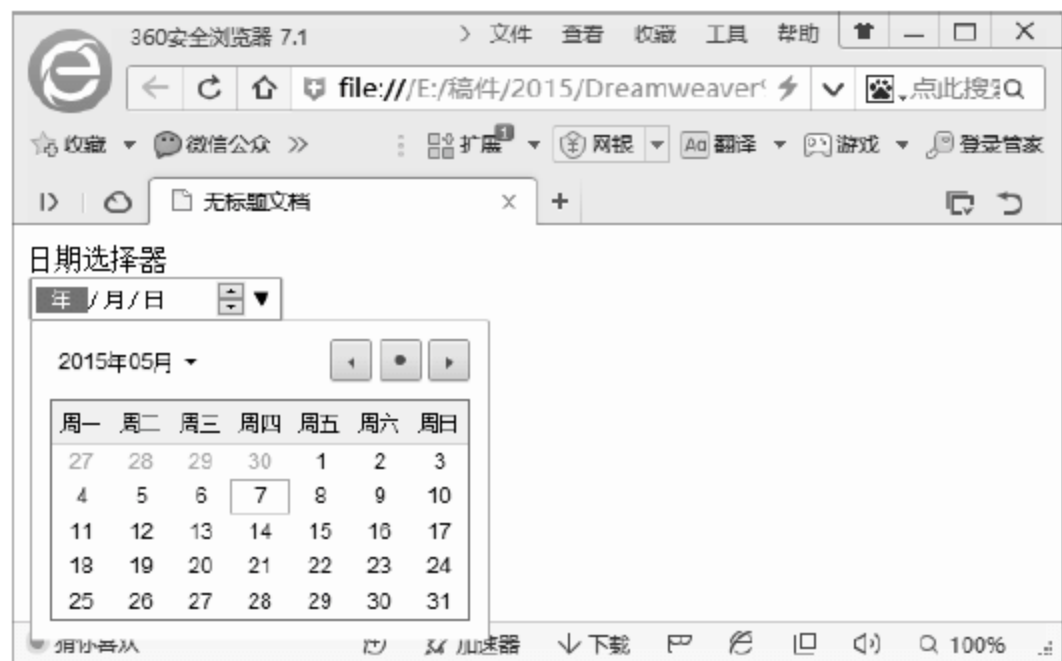 360安全浏览器 7.1 > 文件 查看 收藏 工具 帮助
file:///E:/稿件/2015/Dreamweaver 点此搜
收藏 微信公众 >> 扩展 1 网银 Aa 翻译 游戏 登录管家
无标题文档
日期选择器
年/月/日
2015年05月
周一 周二 周三 周四 周五 周六 周日
27 28 29 30 1 2 3
4 5 6 7 8 9 10
11 12 13 14 15 16 17
18 19 20 21 22 23 24
25 26 27 28 29 30 31
猜你喜欢 加速器 下载 100%